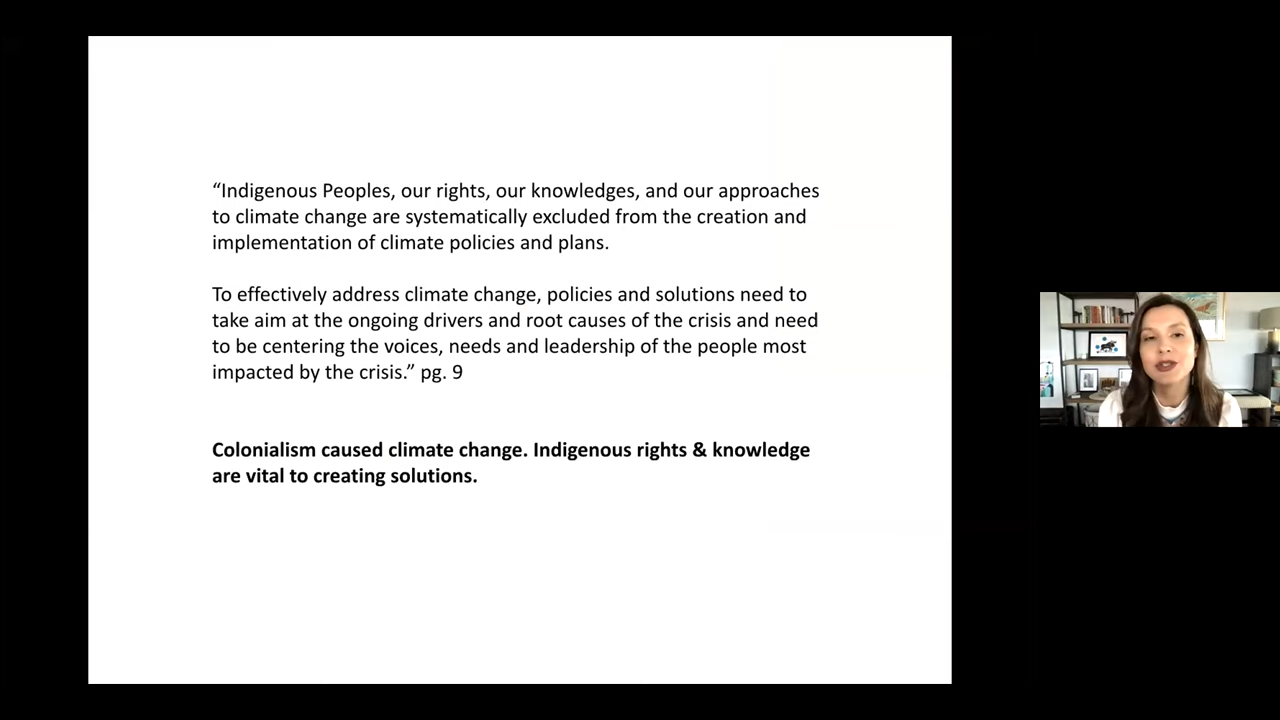 “Indigenous Peoples, our rights, our knowledges, and our approaches
to climate change are systematically excluded from the creation and
implementation of climate policies and plans.
To effectively address climate change, policies and solutions need to
take aim at the ongoing drivers and root causes of the crisis and need
to be centering the voices, needs and leadership of the people most
impacted by the crisis.” pg. 9
Colonialism caused climate change. Indigenous rights & knowledge
are vital to creating solutions.